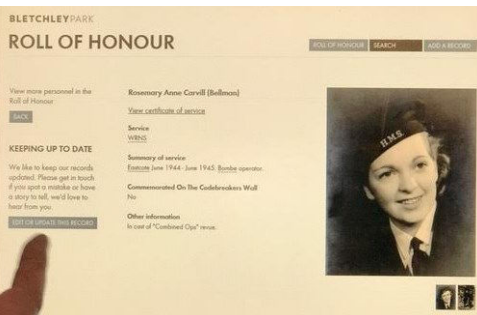 BLETCHLEYPARK
ROLL OF HONOUR
ROLL OF HONOUR
SEARCH
ADD A RECORD
View more personnel in the
Roll of Honour
BACK
KEEPING UP TO DATE
We like to keep our records
updated. Please get in touch
if you spot a mistake or have
a story to tell, we'd love to
hear from you.
EDIT OR UPDATE THIS RECORD
Rosemary Anne Carvill (Bellman)
View certificate of service
Service
WRNS
Summary of service
Eastcote June 1944 - June 1945. Bombe operator.
Commemorated On The Codebreakers Wall
No
Other information
In cast of "Combined Ops" revue.
H.M.S.